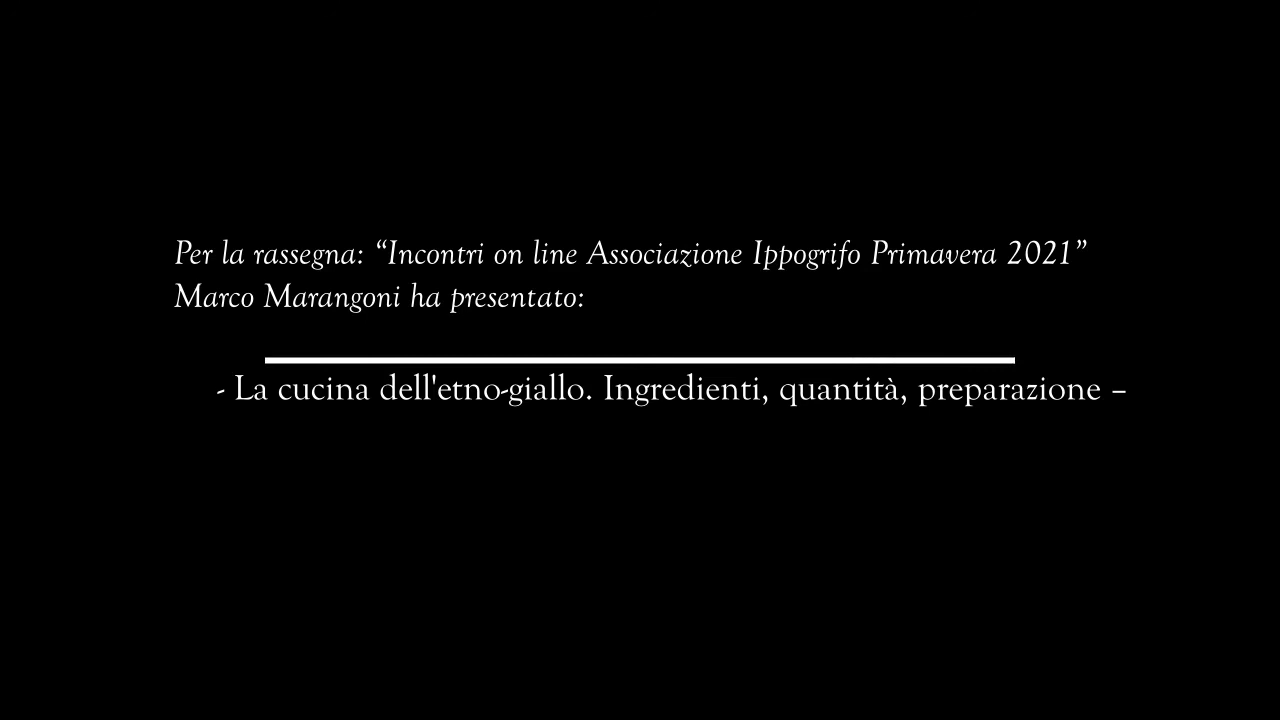 Per la rassegna: “Incontri on line Associazione Ippogrifo Primavera 2021”
Marco Marangoni ha presentato:
- La cucina dell'etno-giallo. Ingredienti, quantità, preparazione –